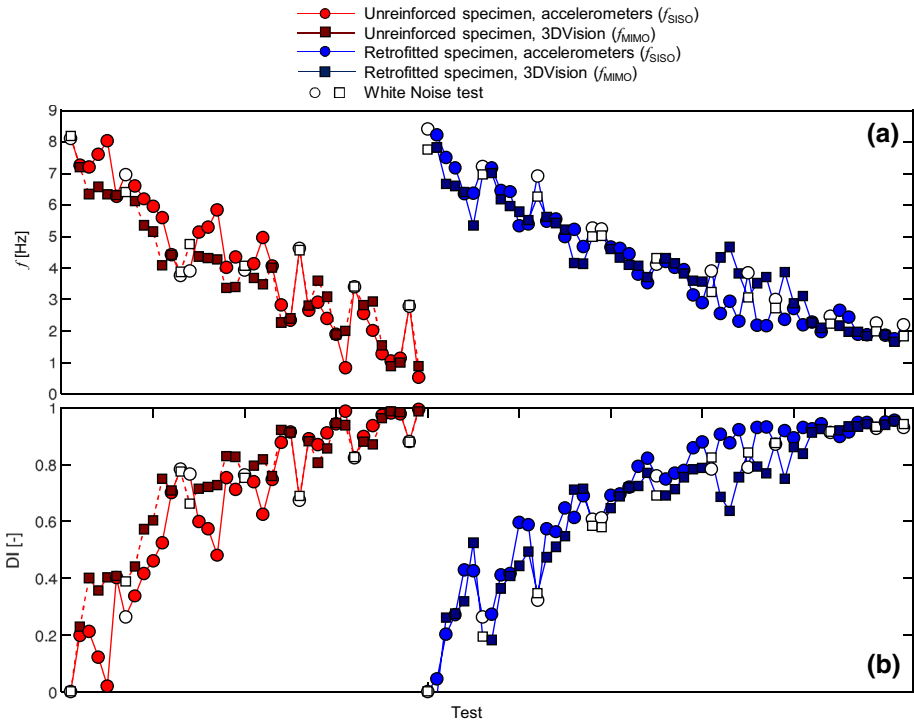 Unreinforced specimen, accelerometers (fSISO)
Unreinforced specimen, 3DVision (fMIMO)
Retrofitted specimen, accelerometers (fSISO)
Retrofitted specimen, 3DVision (fMIMO)
White Noise test
(a)
9
8
7
6
5
4
3
2
1
0
f [Hz]
1
0.8
0.6
0.4
0.2
0
DI [-]
(b)
Test